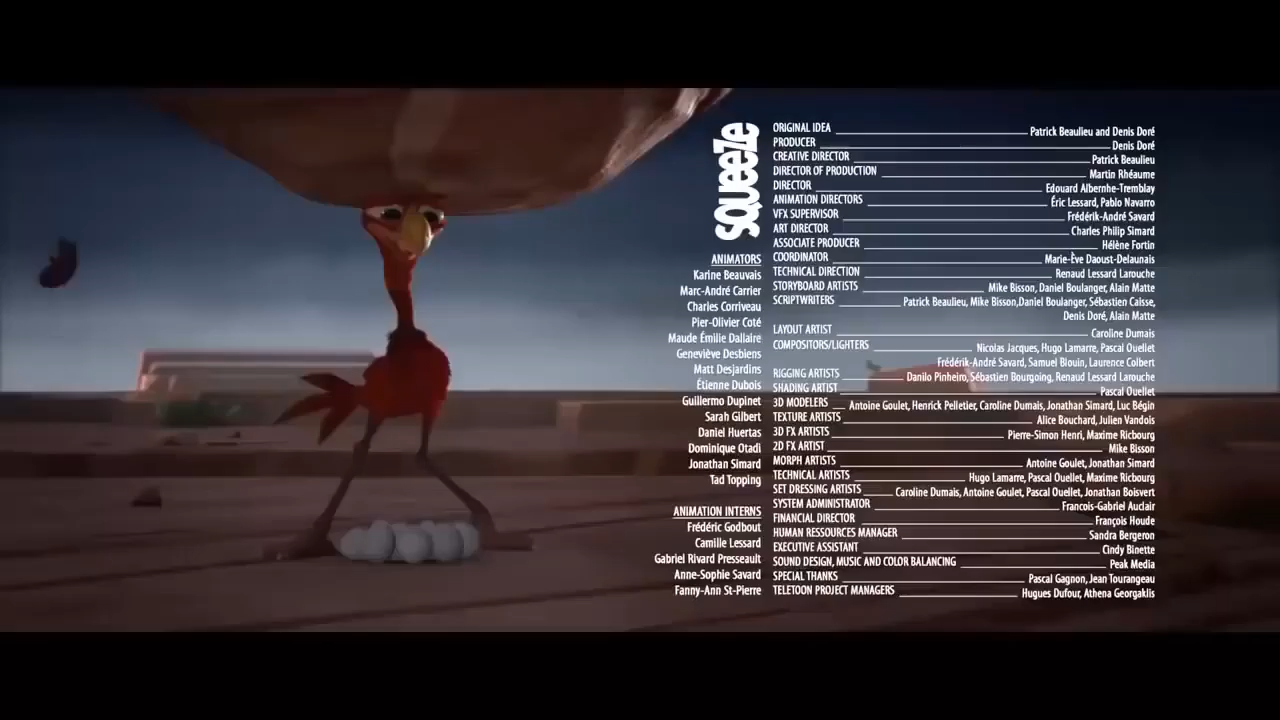 squeeze
ANIMATORS
Karine Beauvais
Marc-André Carrier
Charles Corriveau
Pier-Olivier Coté
Maude Émilie Dallaire
Geneviève Desbiens
Matt Desjardins
Étienne Dubois
Guillermo Dupinet
Sarah Gilbert
Daniel Huertas
Dominique Otadi
Jonathan Simard
Tad Topping
ANIMATION INTERNS
Frédéric Godbout
Camille Lessard
Gabriel Rivard Presseault
Anne-Sophie Savard
Fanny-Ann St-Pierre
ORIGINAL IDEA Patrick Beaulieu and Denis Doré
PRODUCER Denis Doré
CREATIVE DIRECTOR Patrick Beaulieu
DIRECTOR OF PRODUCTION Martin Rhéaume
DIRECTOR Edouard Albernhe-Tremblay
ANIMATION DIRECTORS Éric Lessard, Pablo Navarro
VFX SUPERVISOR Frédérik-André Savard
ART DIRECTOR Charles Philip Simard
ASSOCIATE PRODUCER Hélène Fortin
COORDINATOR Marie-Ève Daoust-Delaunais
TECHNICAL DIRECTION Renaud Lessard Larouche
STORYBOARD ARTISTS Mike Bisson, Daniel Boulanger, Alain Matte
SCRIPTWRITERS Patrick Beaulieu, Mike Bisson,Daniel Boulanger, Sébastien Caisse,
Denis Doré, Alain Matte
LAYOUT ARTIST Caroline Dumais
COMPOSITORS/LIGHTERS Nicolas Jacques, Hugo Lamarre, Pascal Ouellet
Frédérik-André Savard, Samuel Blouin, Laurence Colbert
RIGGING ARTISTS Danilo Pinheiro, Sébastien Bourgoing, Renaud Lessard Larouche
SHADING ARTIST Pascal Ouellet
3D MODELERS Antoine Goulet, Henrick Pelletier, Caroline Dumais, Jonathan Simard, Luc Bégin
TEXTURE ARTISTS Alice Bouchard, Julien Vandois
3D FX ARTISTS Pierre-Simon Henri, Maxime Ricbourg
2D FX ARTIST Mike Bisson
MORPH ARTISTS Antoine Goulet, Jonathan Simard
TECHNICAL ARTISTS Hugo Lamarre, Pascal Ouellet, Maxime Ricbourg
SET DRESSING ARTISTS Caroline Dumais, Antoine Goulet, Pascal Ouellet, Jonathan Boisvert
SYSTEM ADMINISTRATOR Francois-Gabriel Auclair
FINANCIAL DIRECTOR François Houde
HUMAN RESSOURCES MANAGER Sandra Bergeron
EXECUTIVE ASSISTANT Cindy Binette
SOUND DESIGN, MUSIC AND COLOR BALANCING Peak Media
SPECIAL THANKS Pascal Gagnon, Jean Tourangeau
TELETOON PROJECT MANAGERS Hugues Dufour, Athena Georgaklis